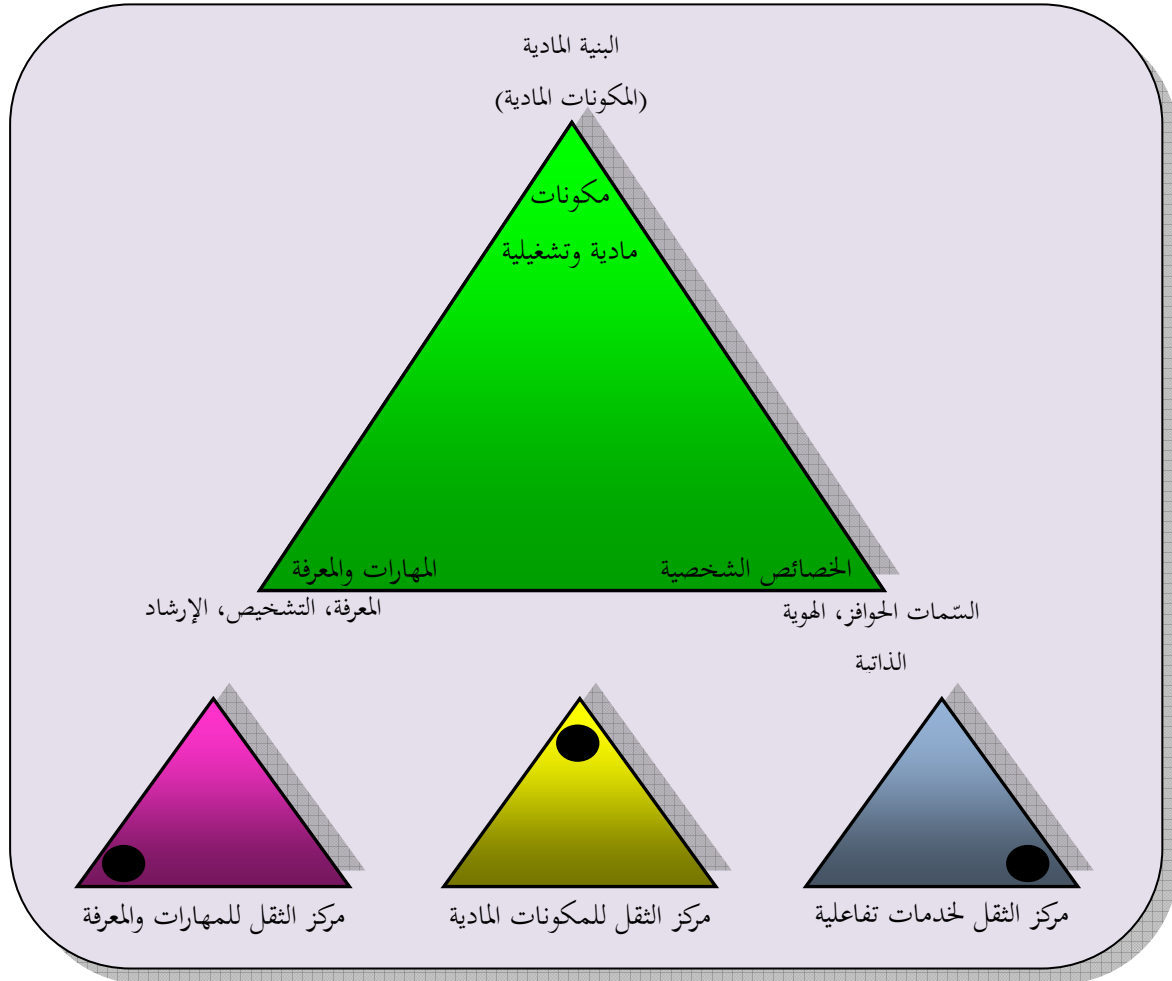 البنية المادية
(المكونات المادية)
مكونات
مادية وتشغيلية
الخصائص الشخصية
المهارات والمعرفة
السّمات الحوافز، الهوية
الذاتية
المعرفة، التشخيص، الإرشاد
مركز الثقل لخدمات تفاعلية
مركز الثقل للمكونات المادية
مركز الثقل للمهارات والمعرفة